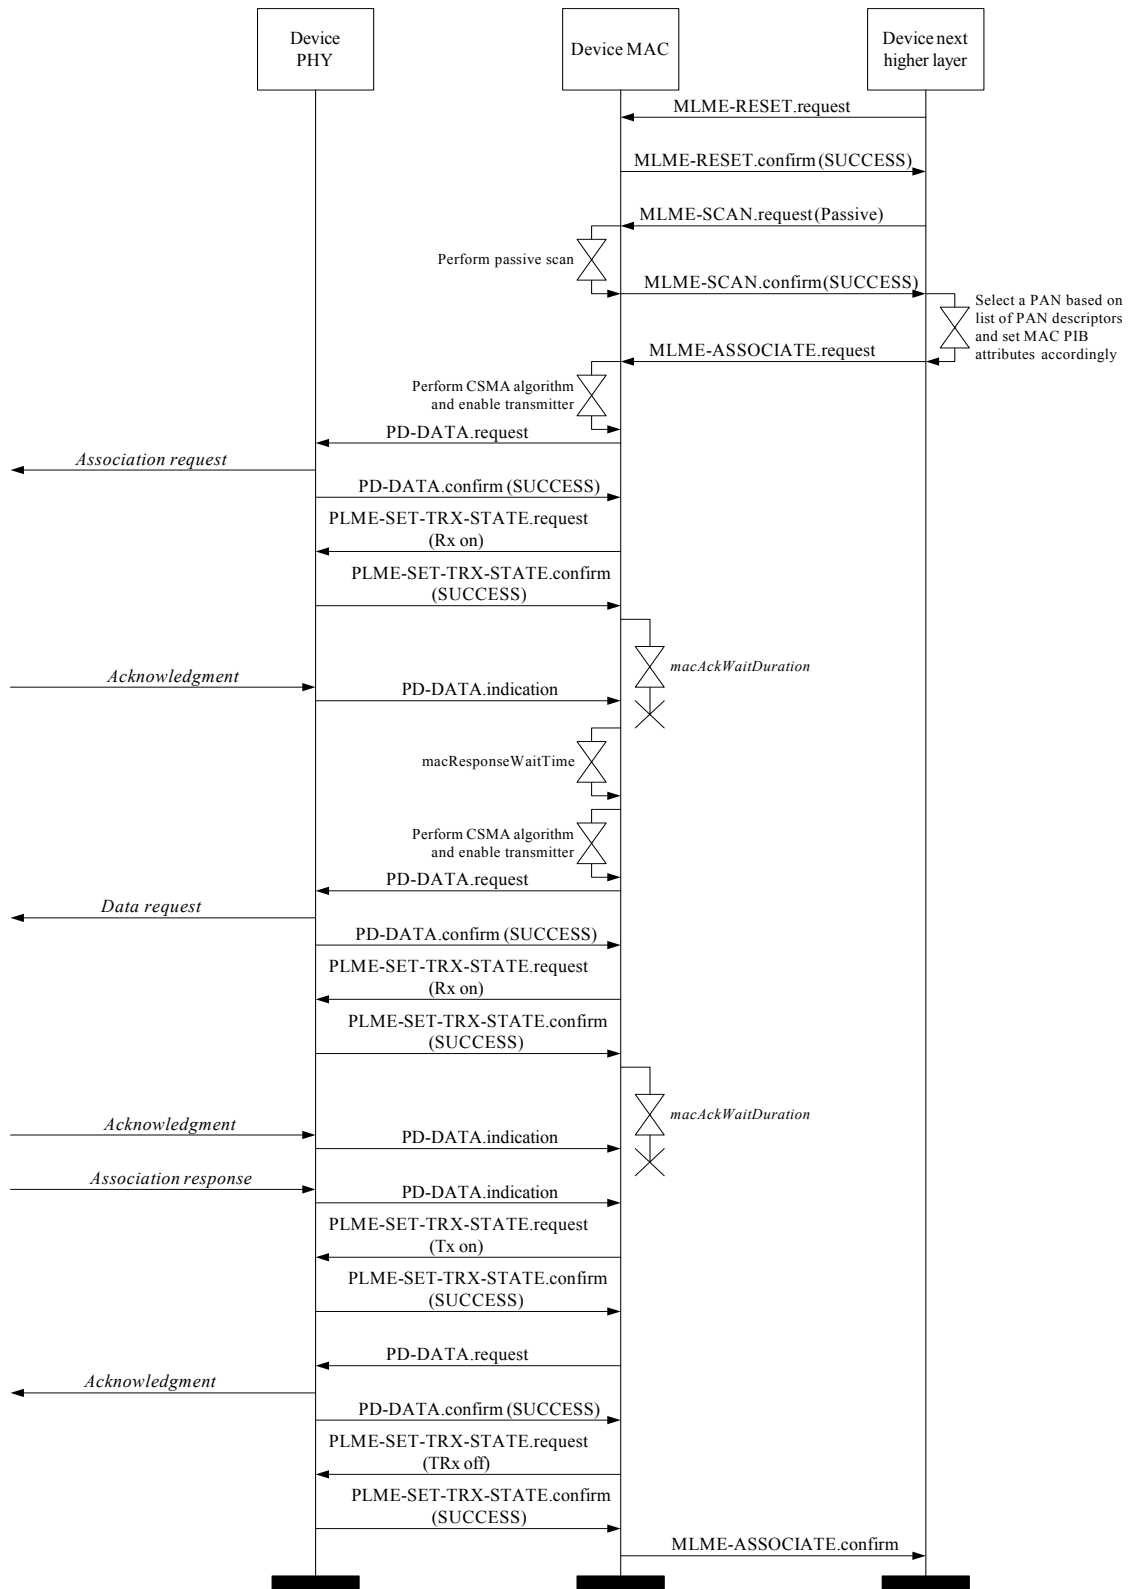 Device
PHY
Device MAC
Device next
higher layer
MLME-RESET.request
MLME-RESET.confirm (SUCCESS)
MLME-SCAN.request (Passive)
Perform passive scan
MLME-SCAN.confirm (SUCCESS)
Select a PAN based on
list of PAN descriptors
and set MAC PIB
attributes accordingly
MLME-ASSOCIATE.request
Perform CSMA algorithm
and enable transmitter
PD-DATA.request
Association request
PD-DATA.confirm (SUCCESS)
PLME-SET-TRX-STATE.request
(Rx on)
PLME-SET-TRX-STATE.confirm
(SUCCESS)
macAckWaitDuration
Acknowledgment
PD-DATA.indication
macResponseWaitTime
Perform CSMA algorithm
and enable transmitter
PD-DATA.request
Data request
PD-DATA.confirm (SUCCESS)
PLME-SET-TRX-STATE.request
(Rx on)
PLME-SET-TRX-STATE.confirm
(SUCCESS)
macAckWaitDuration
Acknowledgment
PD-DATA.indication
Association response
PD-DATA.indication
PLME-SET-TRX-STATE.request
(Tx on)
PLME-SET-TRX-STATE.confirm
(SUCCESS)
PD-DATA.request
Acknowledgment
PD-DATA.confirm (SUCCESS)
PLME-SET-TRX-STATE.request
(TRx off)
PLME-SET-TRX-STATE.confirm
(SUCCESS)
MLME-ASSOCIATE.confirm